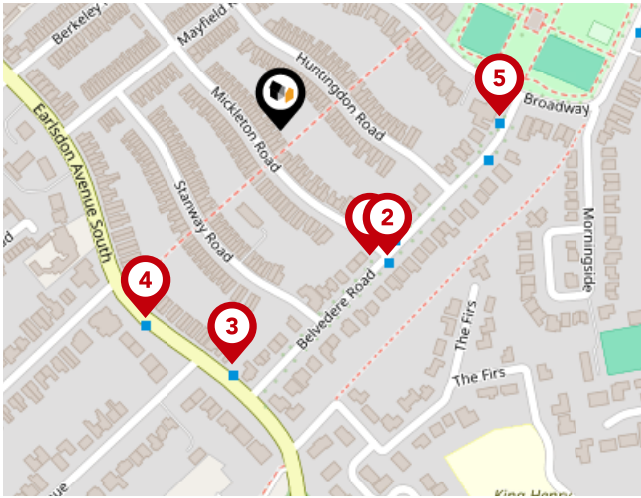 Berkeley
Mayfield
Huntingdon Road
Mickleton Road
5
Broadway
Earlsdon Avenue South
Stanway Road
2
Morningside
4
Belvedere Road
3
The Firs
The Firs
King Henry